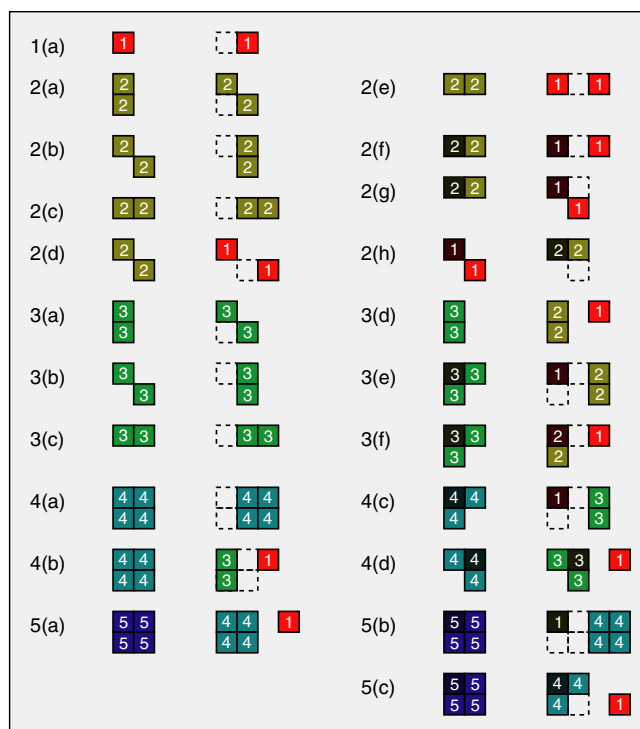 1(a) 1 1
2(a) 2 2
2 2
2(e) 2 2 1 1
2(b) 2 2
2 2
2(f) 2 2 1 1
2(c) 2 2 2 2
2(g) 2 2 1
1
2(d) 2 1
2 1
2(h) 1 2 2
1
3(a) 3 3
3 3
3(d) 3 2 1
3 2
3(b) 3 3
3 3
3(e) 3 3 1 2
3 2
3(c) 3 3 3 3
3(f) 3 3 2 1
3 2
4(a) 4 4 4 4
4 4 4 4
4(c) 4 4 1 3
4 3
4(b) 4 4 3 1
4 4 3
4(d) 4 4 3 3 1
4 3
5(a) 5 5 4 4 1
5 5 4 4
5(b) 5 5 1 4 4
5 5 4 4
5(c) 5 5 4 4
5 5 4 1